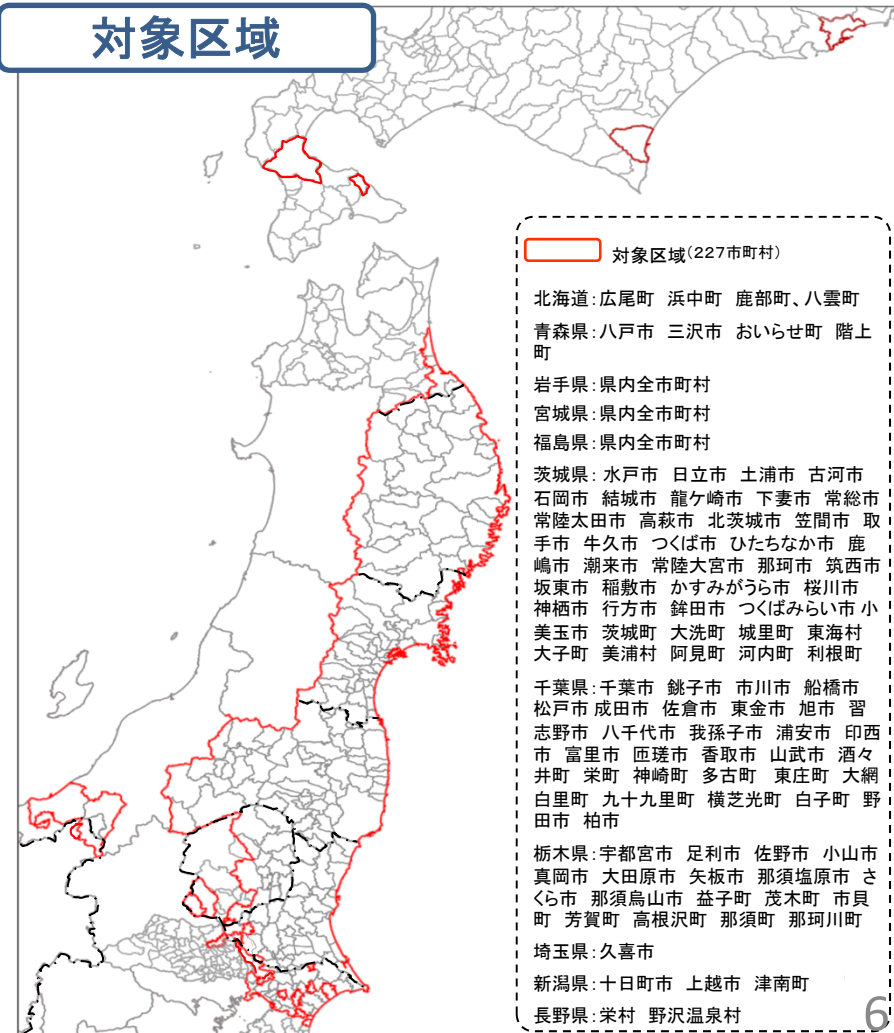 対象区域
対象区域(227市町村)
北海道:広尾町 浜中町 鹿部町、八雲町
青森県:八戸市 三沢市 おいらせ町 階上
町
岩手県:県内全市町村
宮城県:県内全市町村
福島県:県内全市町村
茨城県:水戸市 日立市 土浦市 古河市
石岡市 結城市 龍ケ崎市 下妻市 常総市
常陸太田市 高萩市 北茨城市 笠間市 取
手市 牛久市 つくば市 ひたちなか市 鹿
嶋市 潮来市 常陸大宮市 那珂市 筑西市
坂東市 稲敷市 かすみがうら市 桜川市
神栖市 行方市 鉾田市 つくばみらい市 小
美玉市 茨城町 大洗町 城里町 東海村
大子町 美浦村 阿見町 河内町 利根町
千葉県:千葉市 銚子市 市川市 船橋市
松戸市 成田市 佐倉市 東金市 旭市 習
志野市 八千代市 我孫子市 浦安市 印西
市 富里市 匝瑳市 香取市 山武市 酒々
井町 栄町 神崎町 多古町 東庄町 大網
白里町 九十九里町 横芝光町 白子町 野
田市 柏市
栃木県:宇都宮市 足利市 佐野市 小山市
真岡市 大田原市 矢板市 那須塩原市 さ
くら市 那須烏山市 益子町 茂木町 市貝
町 芳賀町 高根沢町 那須町 那珂川町
埼玉県:久喜市
新潟県:十日町市 上越市 津南町
長野県:栄村 野沢温泉村
6